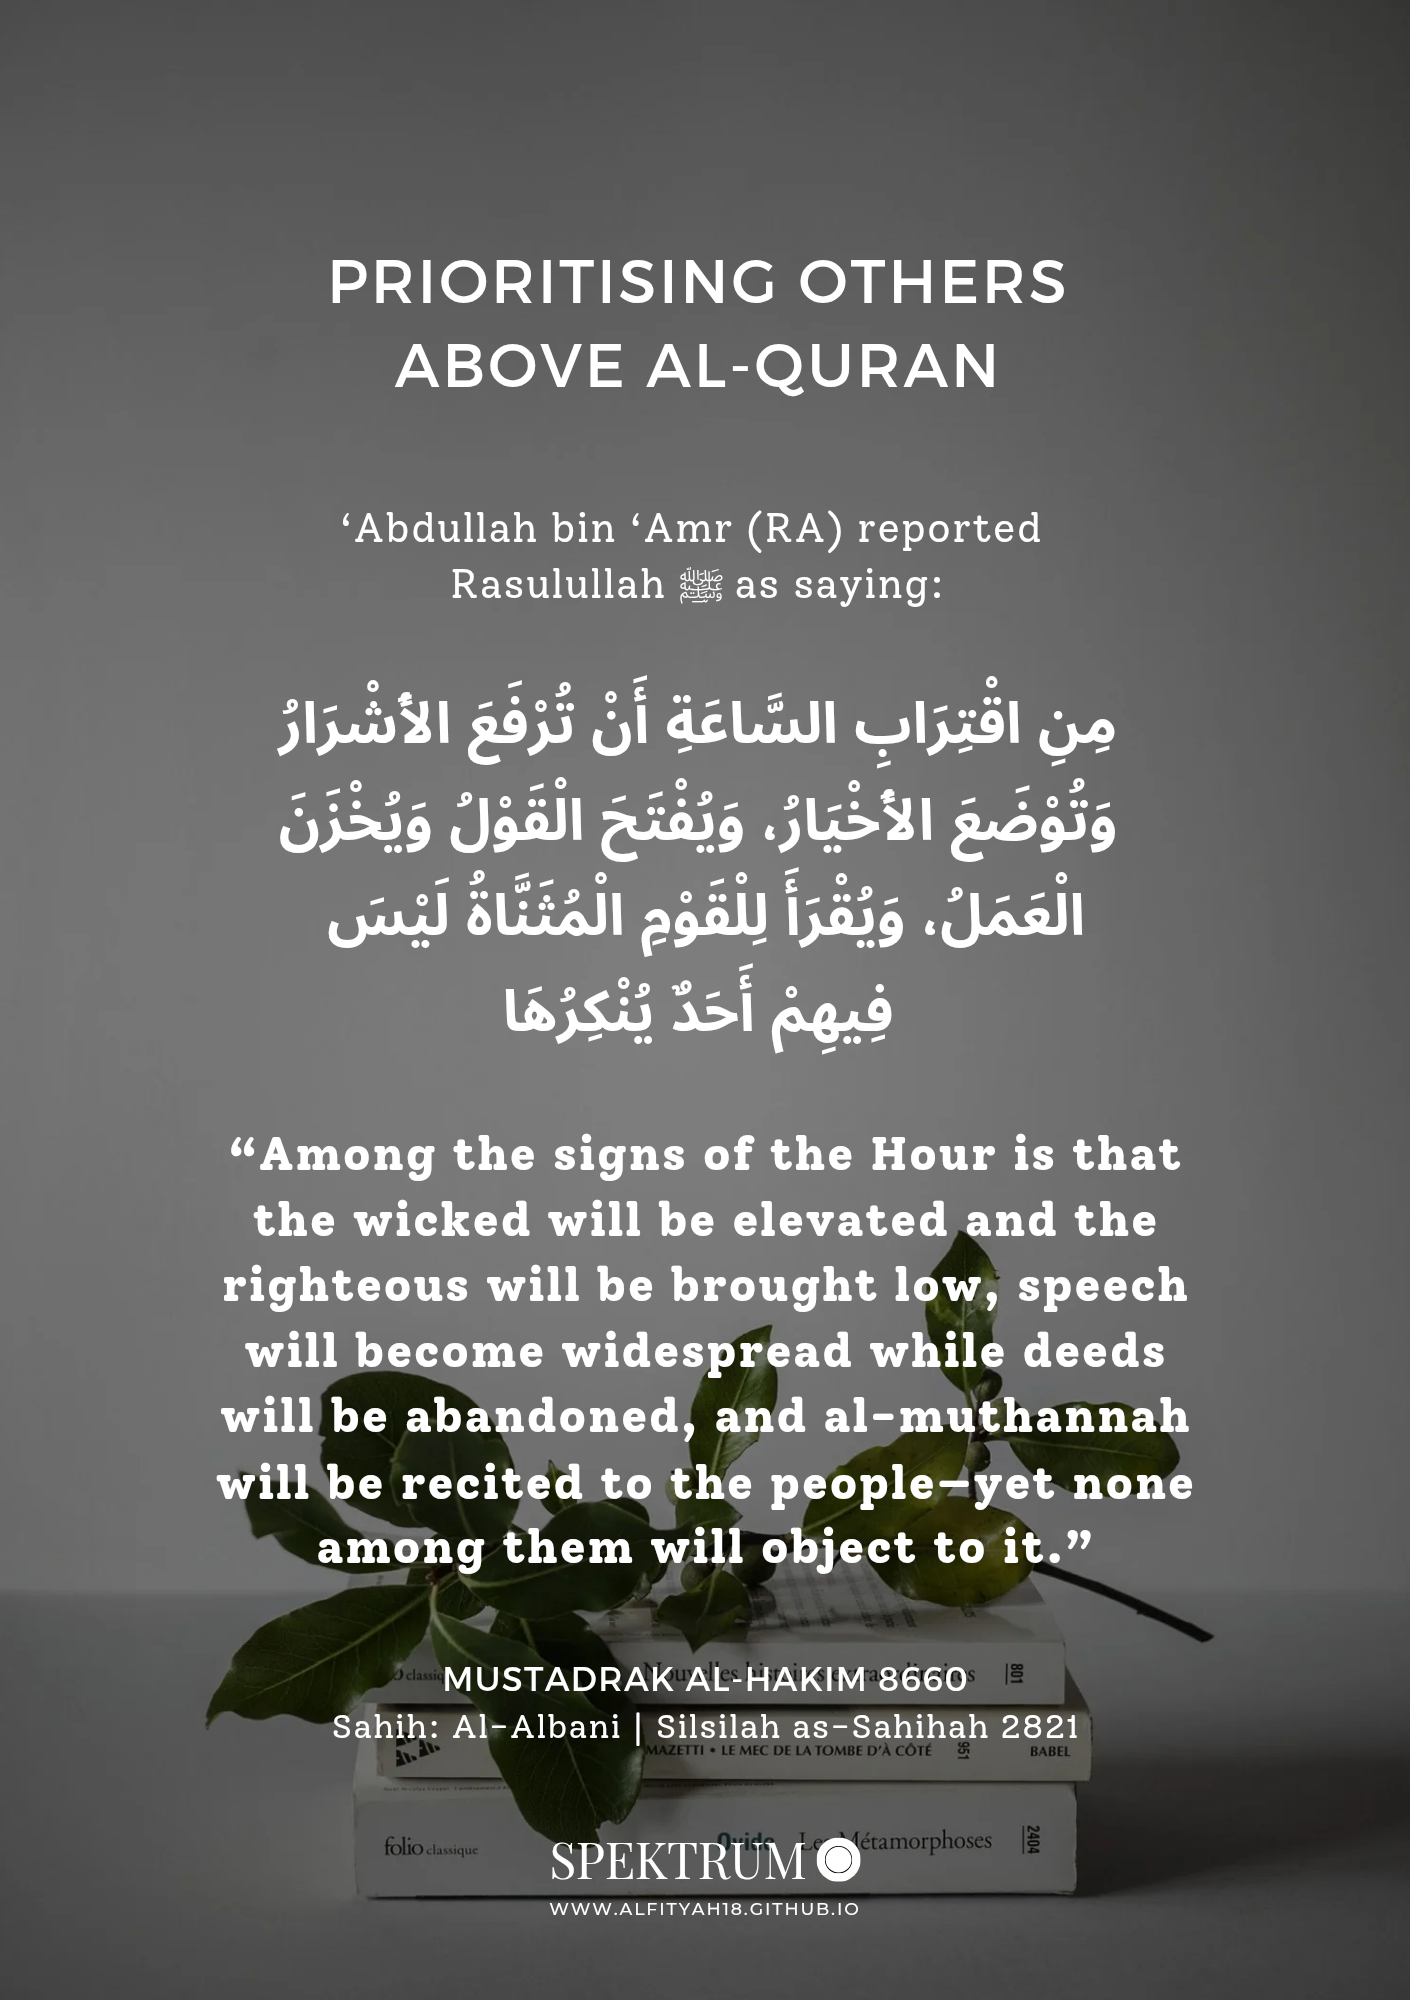 PRIORITISING OTHERS
ABOVE AL-QURAN
‘Abdullah bin ‘Amr (RA) reported
Rasulullah ﷺ as saying:
مِنِ اقْتِرَابِ السَّاعَةِ أَنْ تُرْفَعَ الأَشْرَارُ
وَتُوْضَعَ الأَخْيَارُ، وَيُفْتَحَ الْقَوْلُ وَيُخْزَنَ
الْعَمَلُ، وَيُقْرَأَ لِلْقَوْمِ الْمُثَنَّاةُ لَيْسَ
فِيهِمْ أَحَدٌ يُنْكِرُهَا
“Among the signs of the Hour is that
the wicked will be elevated and the
righteous will be brought low, speech
will become widespread while deeds
will be abandoned, and al-muthannah
will be recited to the people—yet none
among them will object to it.”
classique Nouvelles histoires extraordinaires 801
MUSTADRAK AL-HAKIM 8660
Sahih: Al-Albani | Silsilah as-Sahihah 2821
MAZETTI • LE MEC DE LA TOMBE D'À CÔTÉ 951 BABEL
folio classique Ovide Les Métamorphoses 2404
SPEKTRUM
WWW.ALFITYAH18.GITHUB.IO